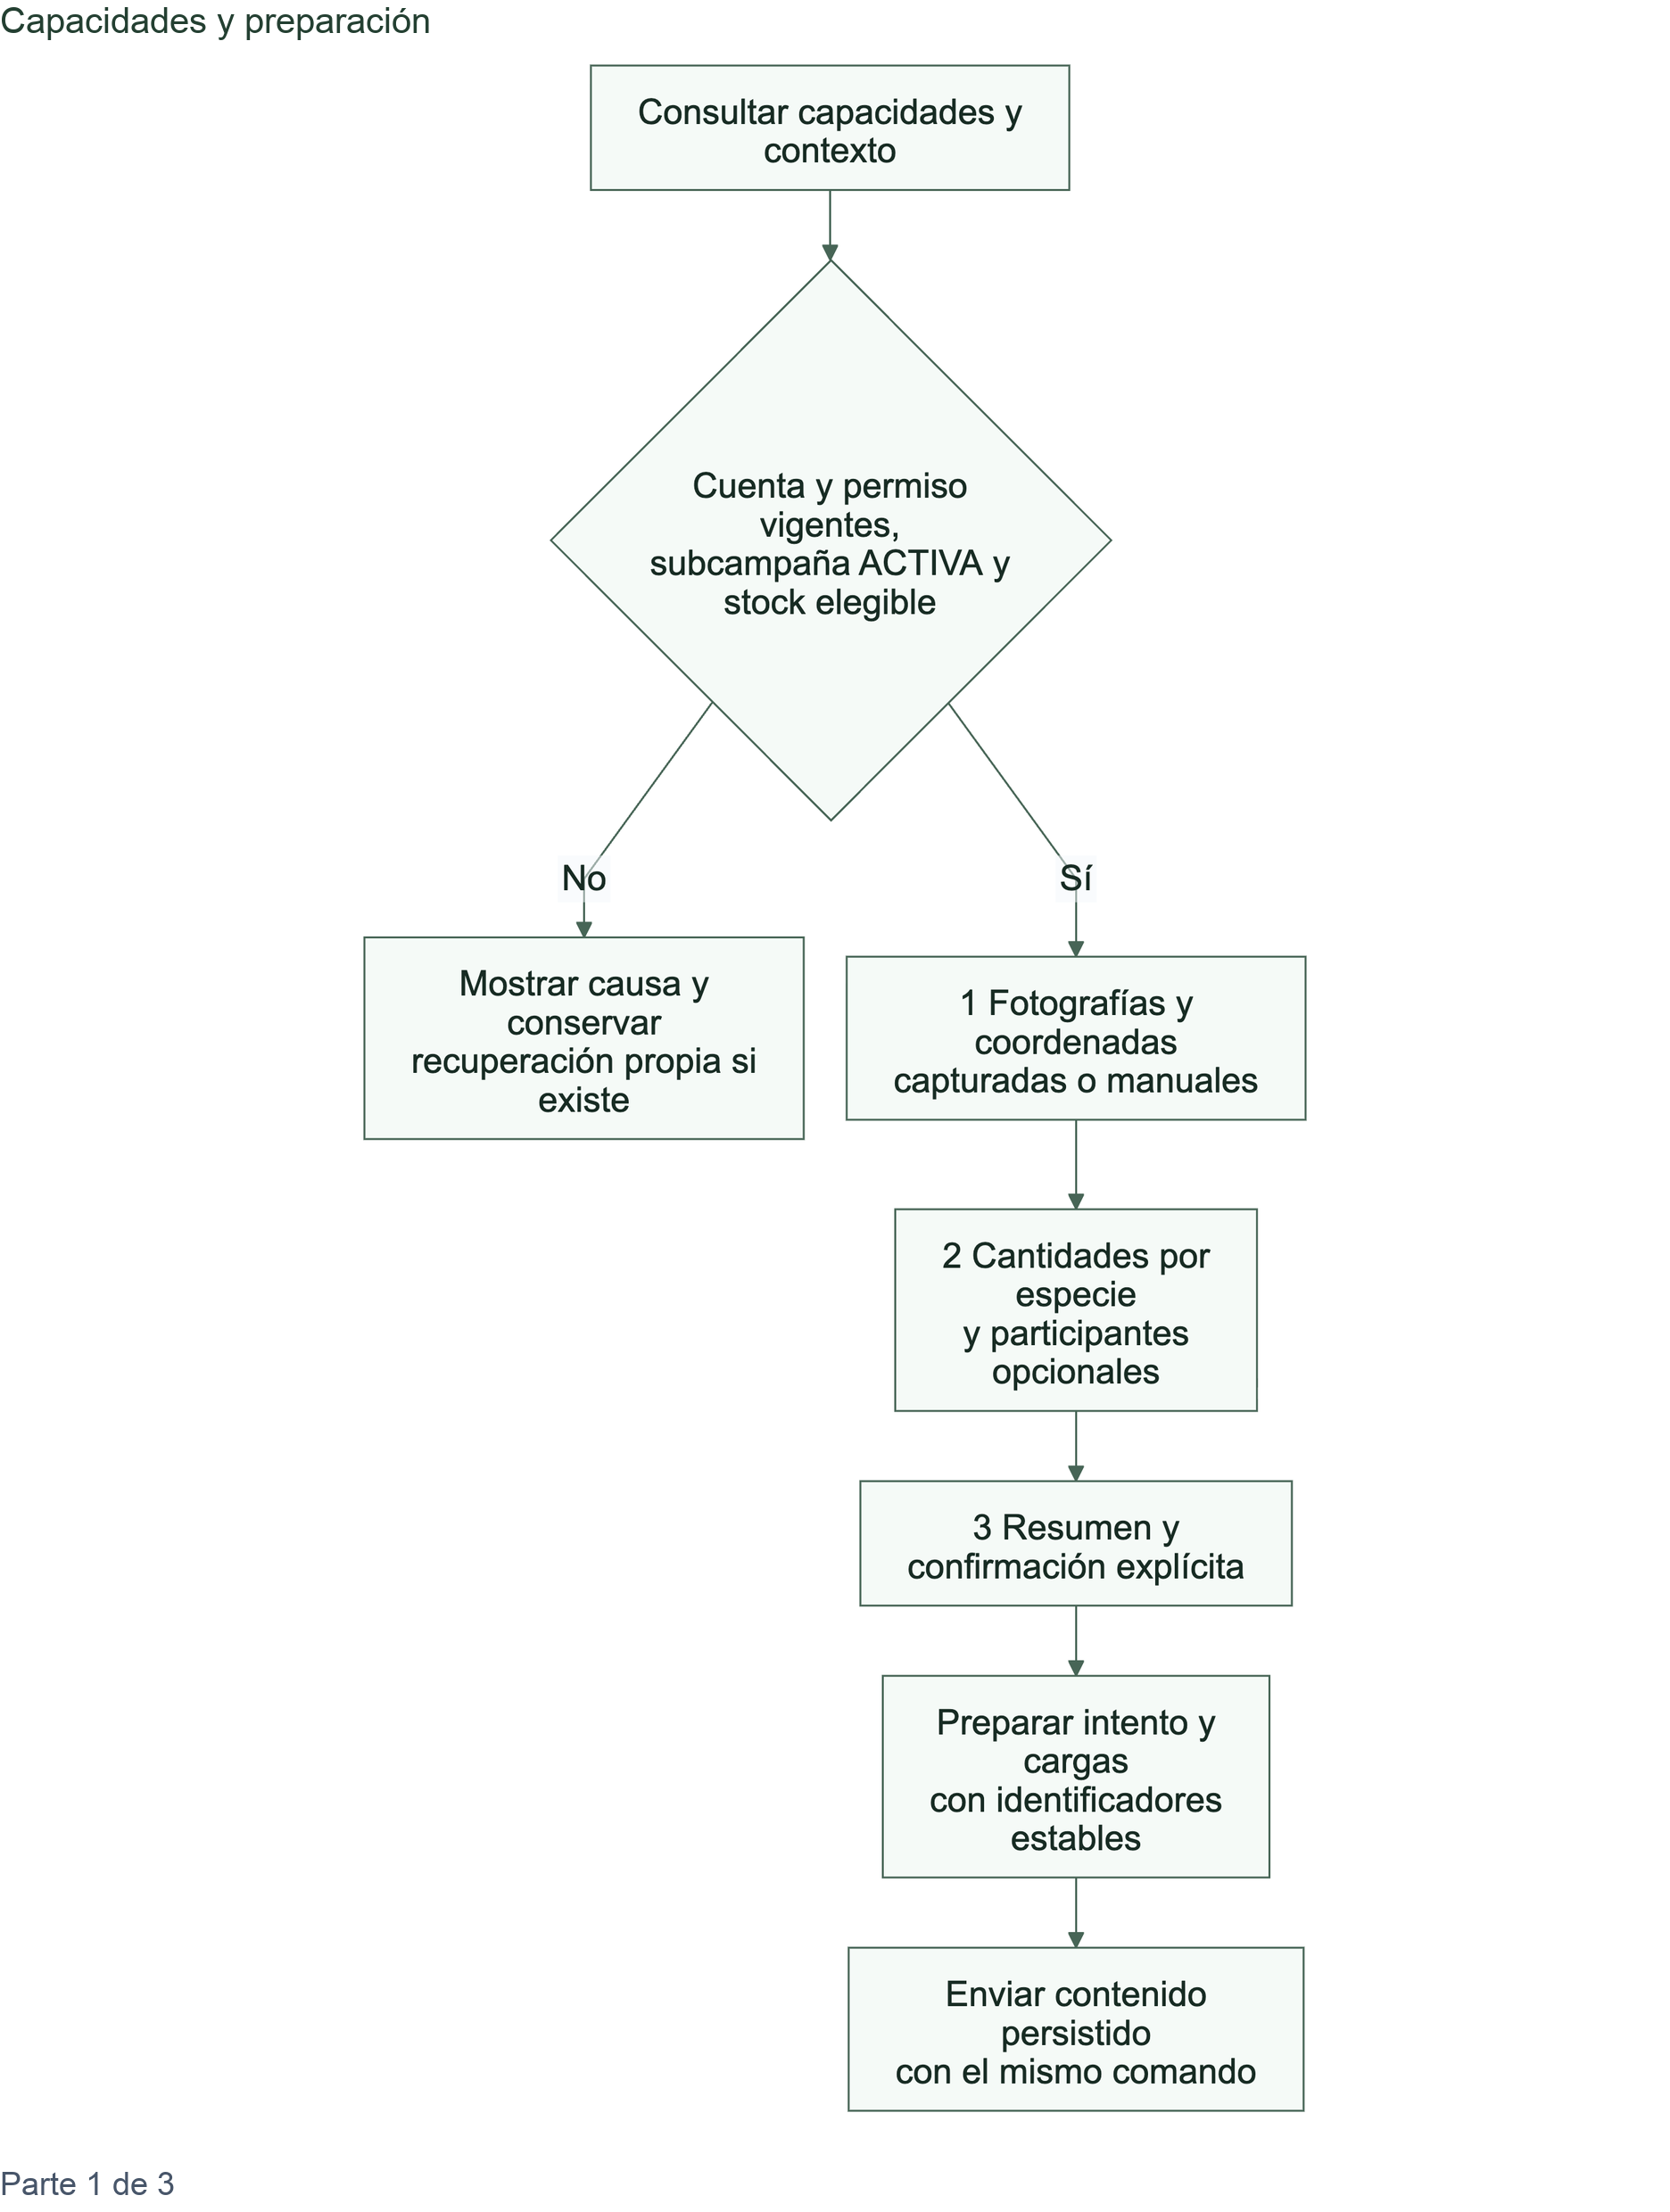 Capacidades y preparación
Consultar capacidades y
contexto
Cuenta y permiso
vigentes,
subcampaña ACTIVA y
stock elegible
No
Sí
Mostrar causa y
conservar
recuperación propia si
existe
1 Fotografías y
coordenadas
capturadas o manuales
2 Cantidades por
especie
y participantes
opcionales
3 Resumen y
confirmación explícita
Preparar intento y
cargas
con identificadores
estables
Enviar contenido
persistido
con el mismo comando
Parte 1 de 3